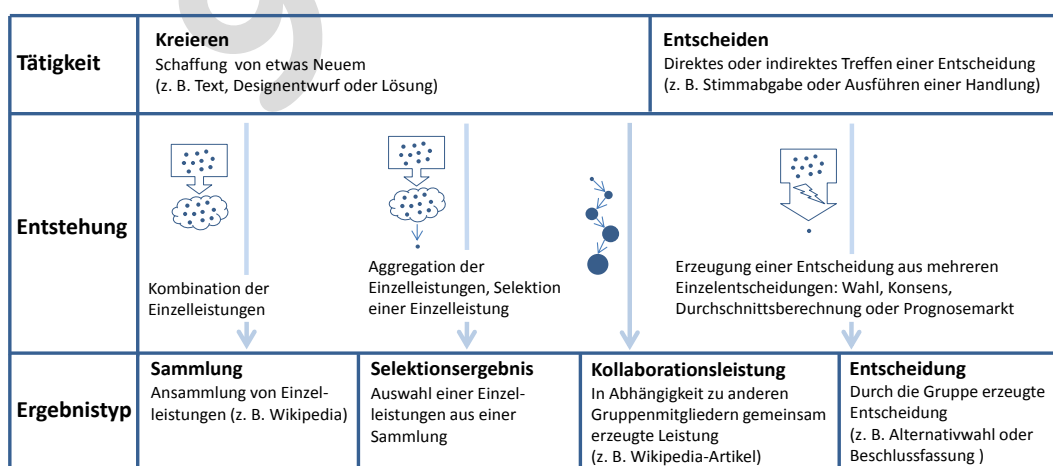 Tätigkeit
Kreieren
Schaffung von etwas Neuem
(z. B. Text, Designentwurf oder Lösung)
Entscheiden
Direktes oder indirektes Treffen einer Entscheidung
(z. B. Stimmabgabe oder Ausführen einer Handlung)
Entstehung
Kombination der
Einzelleistungen
Aggregation der
Einzelleistungen, Selektion
einer Einzelleistung
Erzeugung einer Entscheidung aus mehreren
Einzelentscheidungen: Wahl, Konsens,
Durchschnittsberechnung oder Prognosemarkt
Ergebnistyp
Sammlung
Ansammlung von Einzel-
leistungen (z. B. Wikipedia)
Selektionsergebnis
Auswahl einer Einzel-
leistungen aus einer
Sammlung
Kollaborationsleistung
In Abhängigkeit zu anderen
Gruppenmitgliedern gemeinsam
erzeugte Leistung
(z. B. Wikipedia-Artikel)
Entscheidung
Durch die Gruppe erzeugte
Entscheidung
(z. B. Alternativwahl oder
Beschlussfassung )